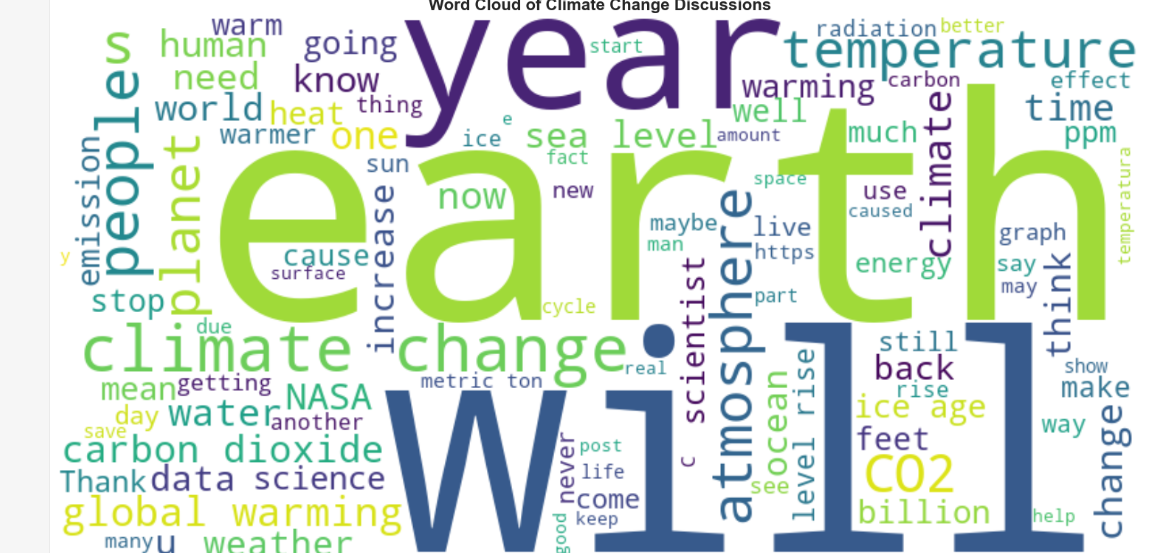 Word Cloud of Climate Change Discussions
warm
year
radiation
better
s
human
going
start
temperature
need
know
warming
carbon
effect
people
world
heat
thing
well
time
warmer
one
ice
e
sea level
amount
much
ppm
emission
planet
sun
fact
climate
earth
now
new
space
use
caused
temperatura
increase
maybe
man
atmosphere
live
https
graph
y
cause
surface
energy
say
may
think
stop
cycle
scientist
part
due
climate change
real
still
mean
getting
NASA
metric ton
back
rise
show
make
day
water
another
will
ocean
level rise
ice age
way
save
carbon dioxide
never
post
c
feet
change
Thank
data science
life
see
CO2
come
global warming
keep
good
billion
help
many
u
weather